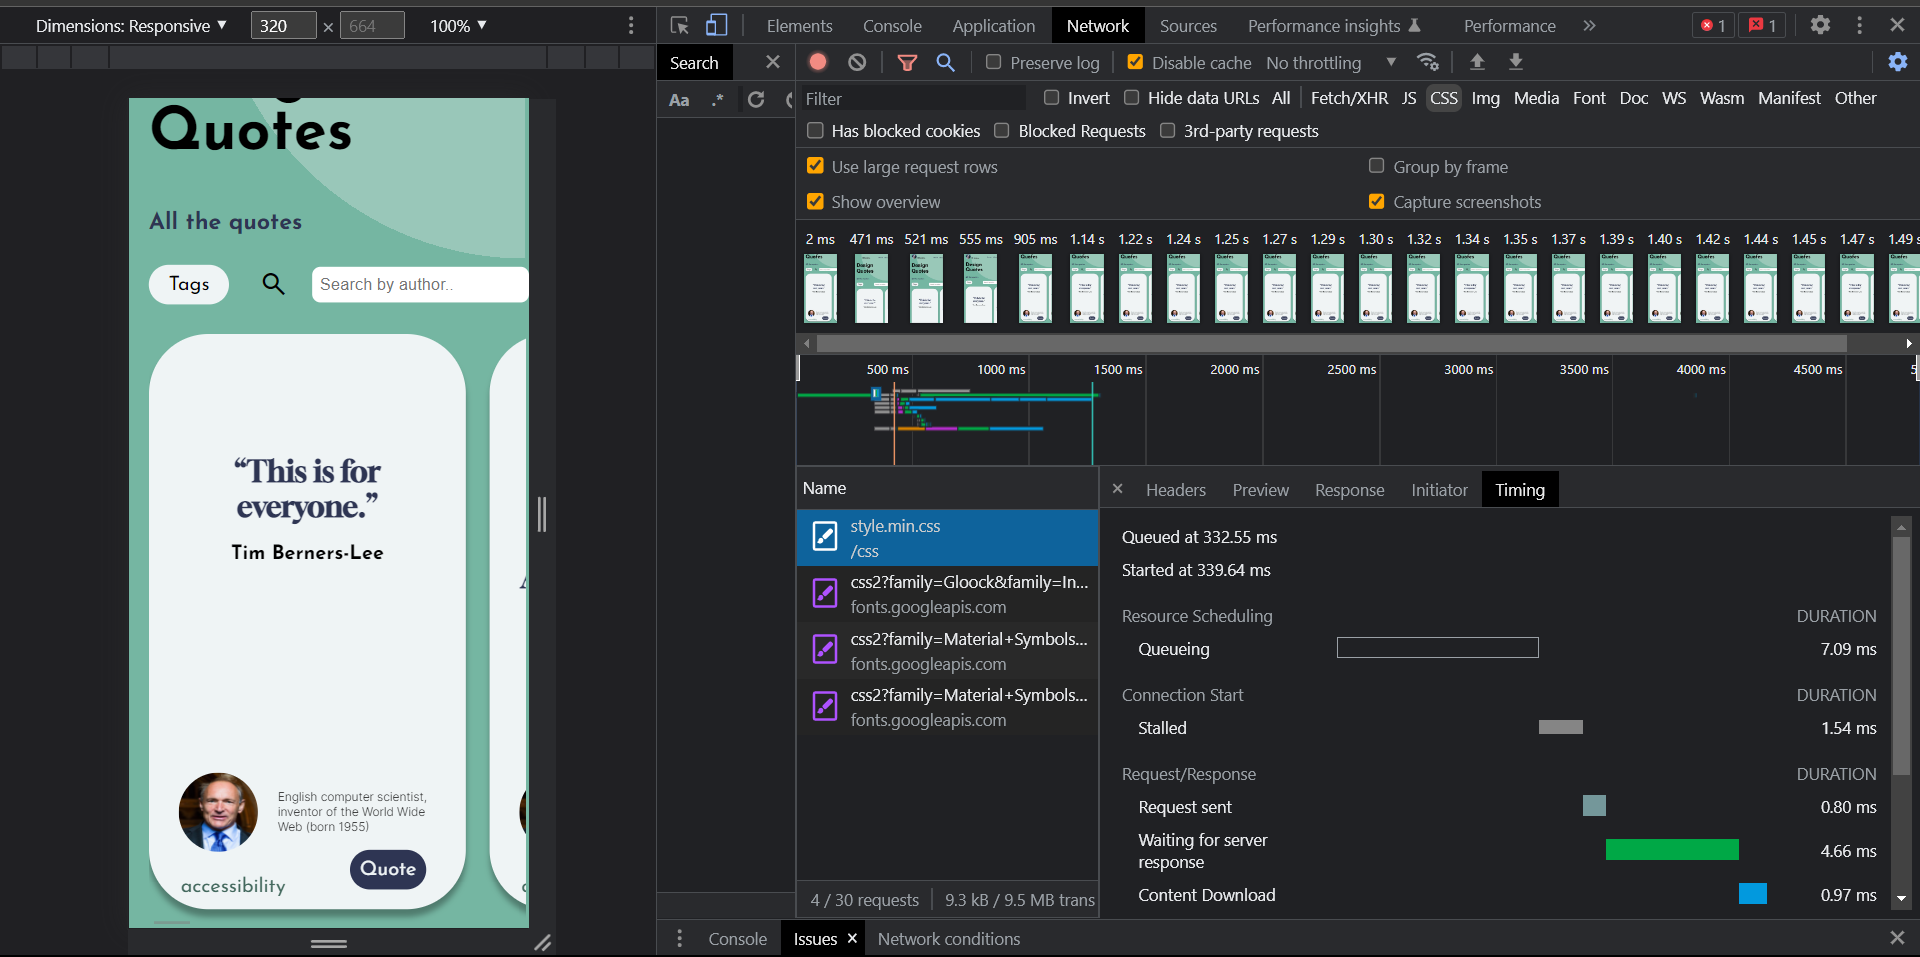 Dimensions: Responsive ▼ 320 × 664 100% ▼
Quotes
All the quotes
Tags
Search by author..
“This is for
everyone.”
Tim Berners-Lee
English computer scientist,
inventor of the World Wide
Web (born 1955)
Quote
accessibility
Elements Console Application Network Sources Performance insights Performance » 1 1
Search
Aa .*
Preserve log Disable cache No throttling
Filter Invert Hide data URLs All Fetch/XHR JS CSS Img Media Font Doc WS Wasm Manifest Other
Has blocked cookies Blocked Requests 3rd-party requests
Use large request rows Group by frame
Show overview Capture screenshots
2 ms 471 ms 521 ms 555 ms 905 ms 1.14 s 1.22 s 1.24 s 1.25 s 1.27 s 1.29 s 1.30 s 1.32 s 1.34 s 1.35 s 1.37 s 1.39 s 1.40 s 1.42 s 1.44 s 1.45 s 1.47 s 1.49 s
500 ms 1000 ms 1500 ms 2000 ms 2500 ms 3000 ms 3500 ms 4000 ms 4500 ms 5
Name
style.min.css
/css
css2?family=Gloock&family=In...
fonts.googleapis.com
css2?family=Material+Symbols...
fonts.googleapis.com
css2?family=Material+Symbols...
fonts.googleapis.com
4 / 30 requests 9.3 kB / 9.5 MB trans
Headers Preview Response Initiator Timing
Queued at 332.55 ms
Started at 339.64 ms
Resource Scheduling DURATION
Queueing 7.09 ms
Connection Start DURATION
Stalled 1.54 ms
Request/Response DURATION
Request sent 0.80 ms
Waiting for server
response 4.66 ms
Content Download 0.97 ms
Console Issues Network conditions